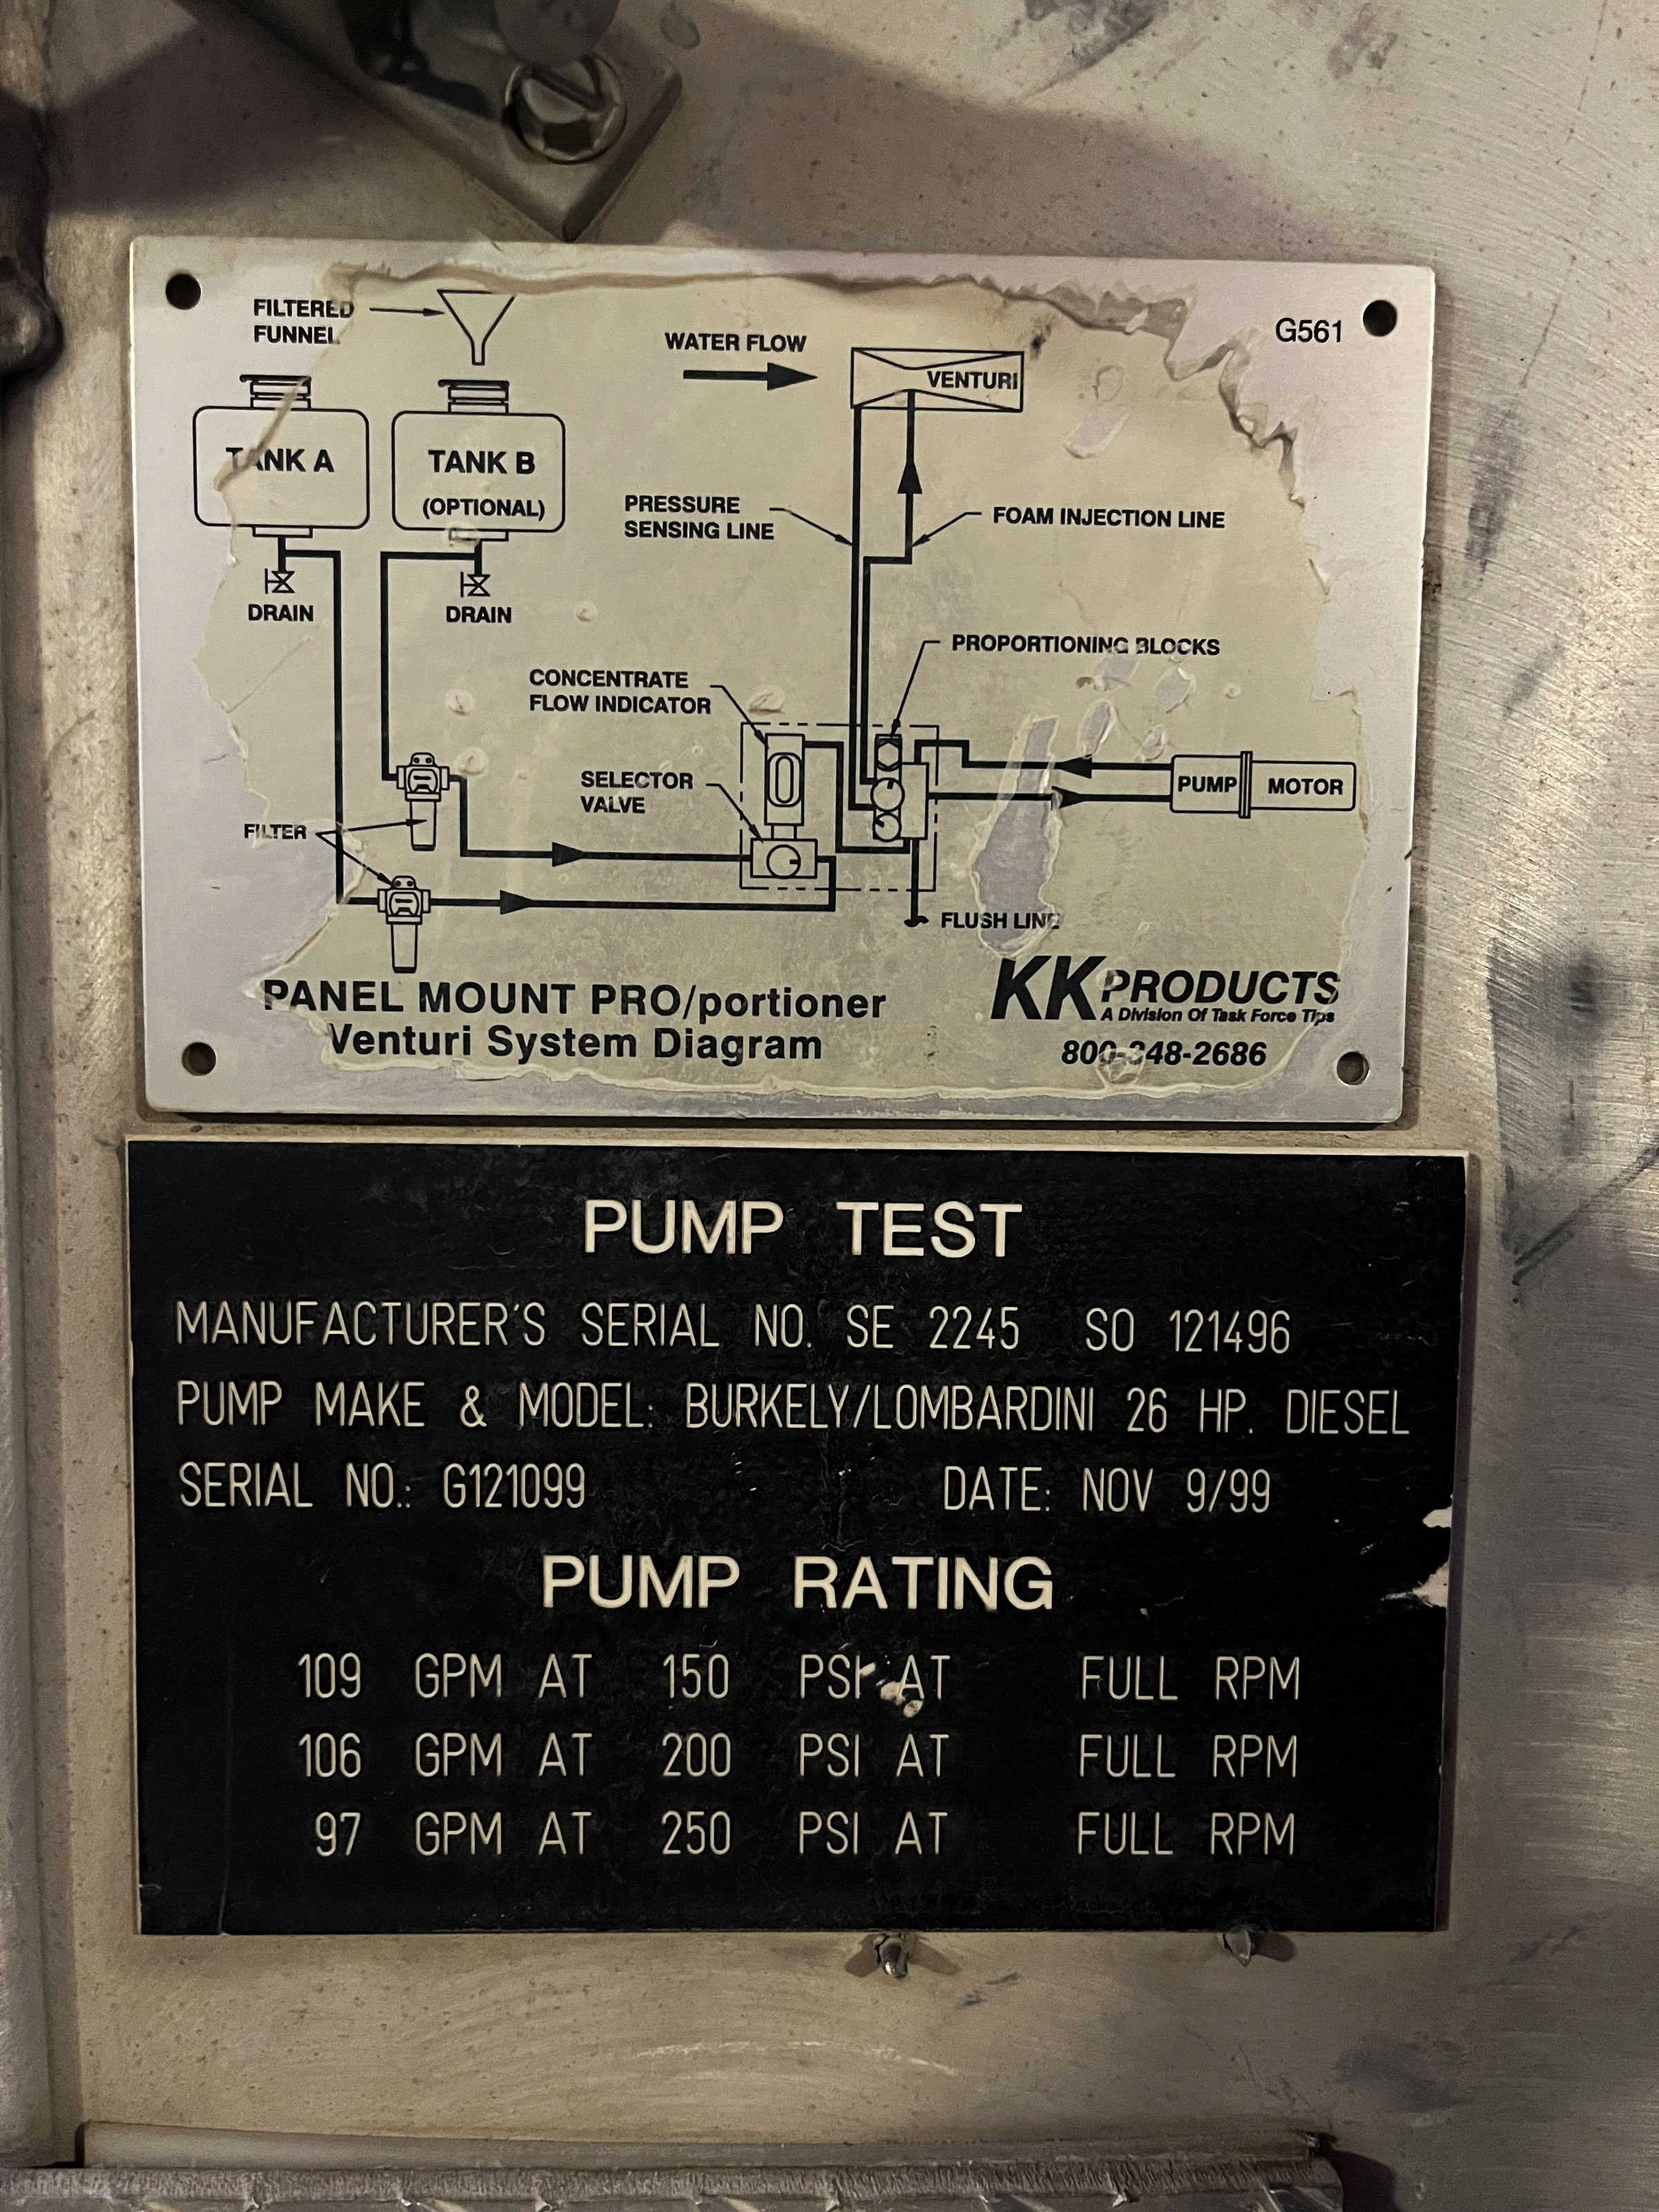 FILTERED
FUNNEL
G561
WATER FLOW
VENTURI
TANK A
TANK B
(OPTIONAL)
PRESSURE
SENSING LINE
FOAM INJECTION LINE
DRAIN
DRAIN
PROPORTIONING BLOCKS
CONCENTRATE
FLOW INDICATOR
SELECTOR
VALVE
PUMP
MOTOR
FILTER
FLUSH LINE
PANEL MOUNT PRO/portioner
Venturi System Diagram
KK PRODUCTS
A Division Of Task Force Tips
800-348-2686
PUMP TEST
MANUFACTURER'S SERIAL NO. SE 2245 SO 121496
PUMP MAKE & MODEL: BURKELY/LOMBARDINI 26 HP. DIESEL
SERIAL NO.: G121099 DATE: NOV 9/99
PUMP RATING
109 GPM AT 150 PSI AT FULL RPM
106 GPM AT 200 PSI AT FULL RPM
97 GPM AT 250 PSI AT FULL RPM